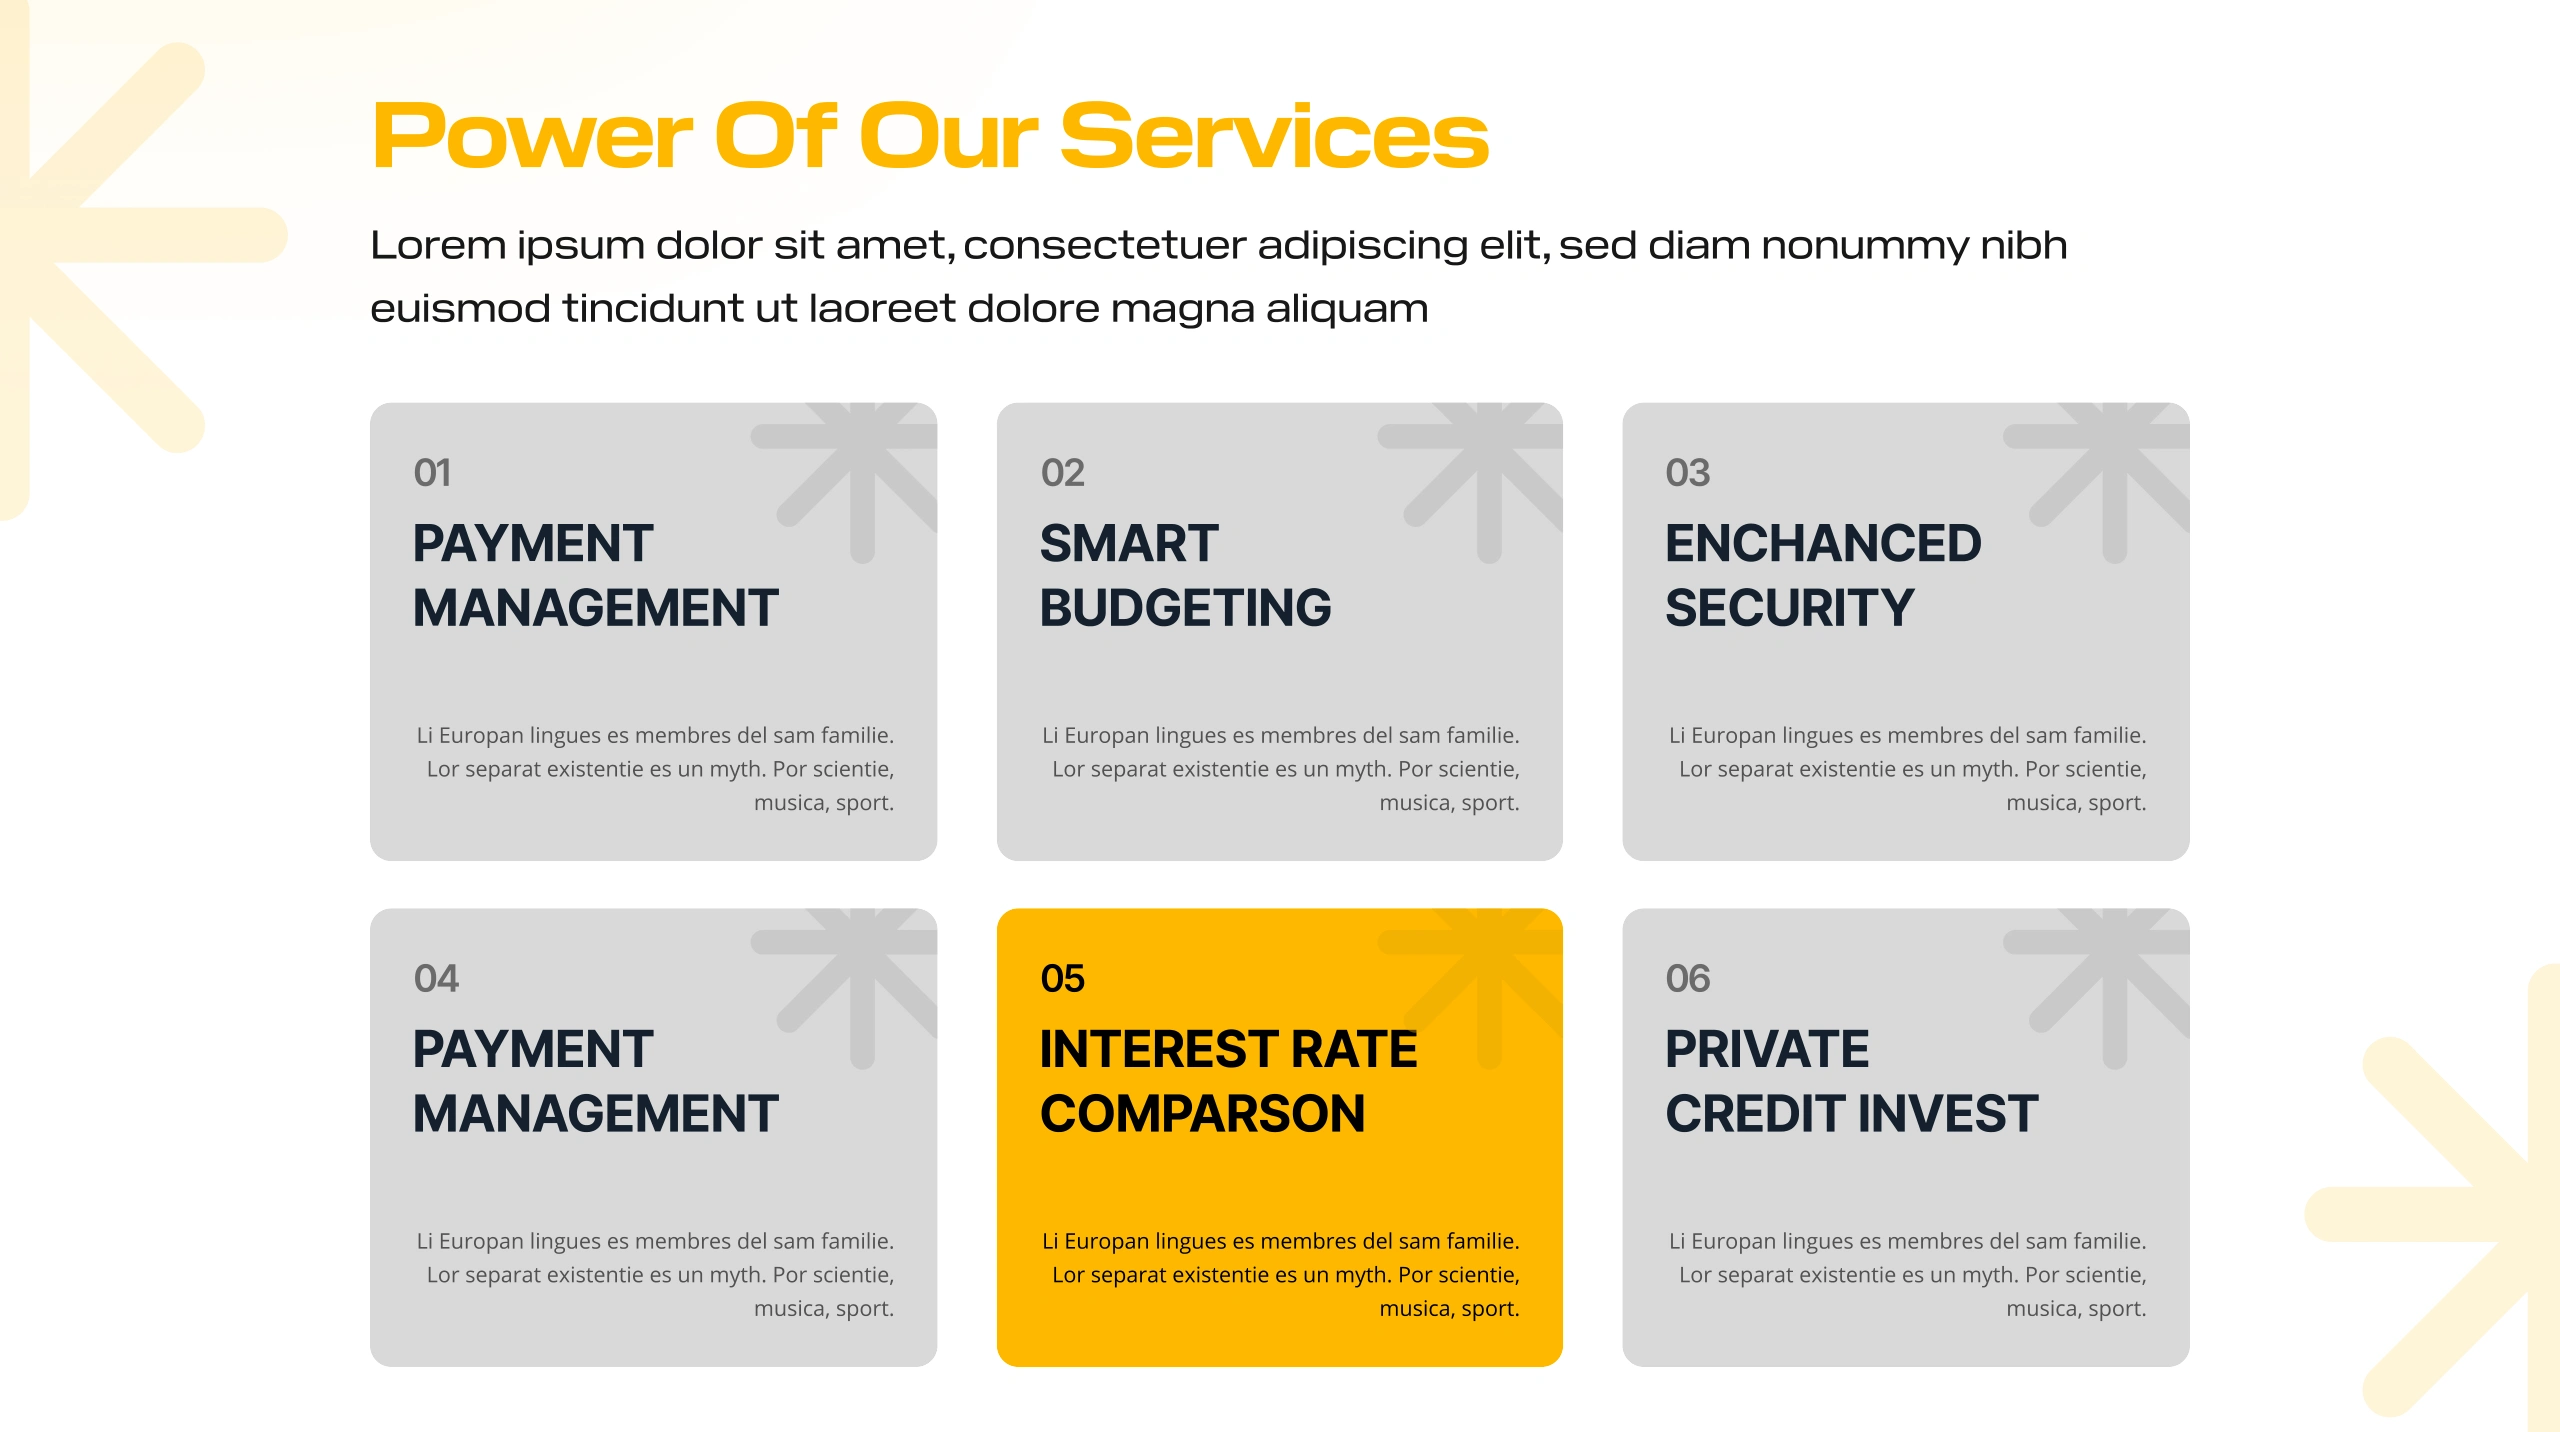 Power Of Our Services
Lorem ipsum dolor sit amet, consectetuer adipiscing elit, sed diam nonummy nibh
euismod tincidunt ut laoreet dolore magna aliquam
01
PAYMENT
MANAGEMENT
Li Europan lingues es membres del sam familie.
Lor separat existentie es un myth. Por scientie,
musica, sport.
02
SMART
BUDGETING
Li Europan lingues es membres del sam familie.
Lor separat existentie es un myth. Por scientie,
musica, sport.
03
ENCHANCED
SECURITY
Li Europan lingues es membres del sam familie.
Lor separat existentie es un myth. Por scientie,
musica, sport.
04
PAYMENT
MANAGEMENT
Li Europan lingues es membres del sam familie.
Lor separat existentie es un myth. Por scientie,
musica, sport.
05
INTEREST RATE
COMPARSON
Li Europan lingues es membres del sam familie.
Lor separat existentie es un myth. Por scientie,
musica, sport.
06
PRIVATE
CREDIT INVEST
Li Europan lingues es membres del sam familie.
Lor separat existentie es un myth. Por scientie,
musica, sport.